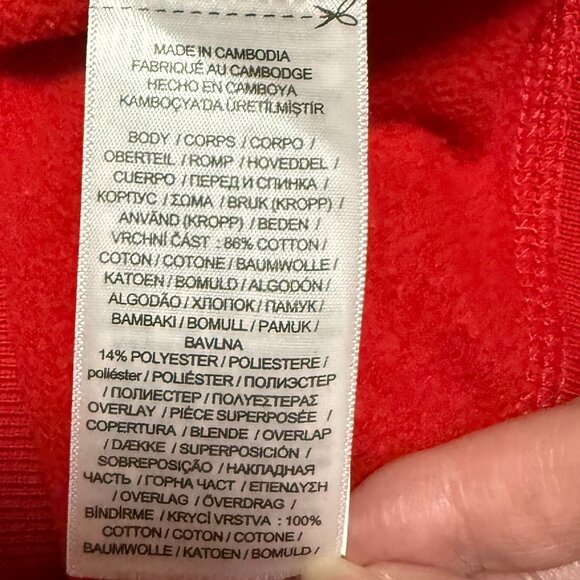 MADE IN CAMBODIA
FABRIQUÉ AU CAMBODGE
HECHO EN CAMBOYA
KAMBOÇYA'DA ÜRETİLMİŞTİR
BODY / CORPS / CORPO /
OBERTEIL / ROMP / HOVEDDEL /
CUERPO / ПЕРЕД И СПИНКА /
КОРПУС / ΣΩΜΑ / BRUK (KROPP) /
ANVÄND (KROPP) / BEDEN /
VRCHNÍ ČÁST : 86% COTTON /
COTON / COTONE / BAUMWOLLE /
KATOEN / BOMULD / ALGODÓN /
ALGODÃO / ХЛОПОК / ПАМУК /
BAMBAKI / BOMULL / PAMUK /
BAVLNA
14% POLYESTER / POLIESTERE /
poliéster / POLIÉSTER / ПОЛИЭСТЕР
/ ПОЛИЕСТЕР / ΠΟΛΥΕΣΤΕΡΑΣ
OVERLAY / PIÈCE SUPERPOSÉE /
COPERTURA / BLENDE / OVERLAP
/ DÆKKE / SUPERPOSICIÓN /
SOBREPOSIÇÃO / НАКЛАДНАЯ
ЧАСТЬ / ГОРНА ЧАСТ / ΕΠΕΝΔΥΣΗ
/ OVERLAG / ÖVERDRAG /
BİNDİRME / KRYCÍ VRSTVA : 100%
COTTON / COTON / COTONE /
BAUMWOLLE / KATOEN / BOMULD /